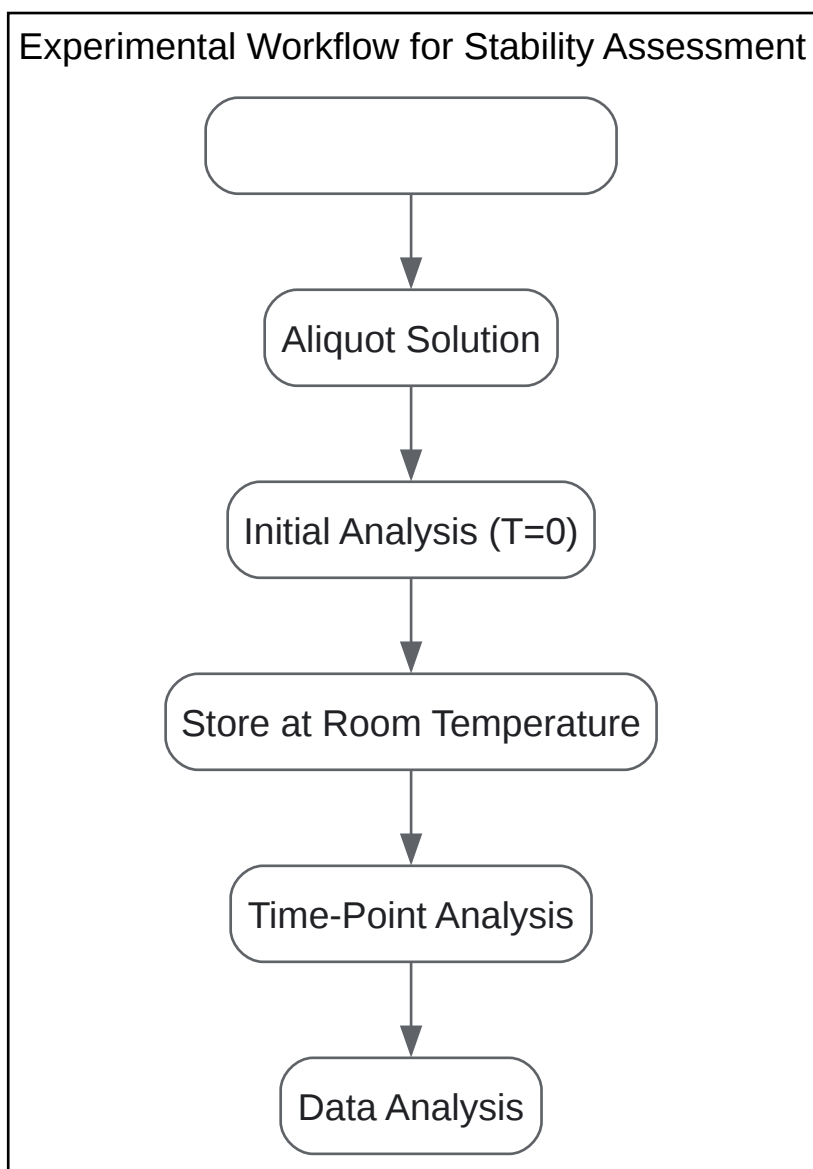 Experimental Workflow for Stability Assessment
Aliquot Solution
Initial Analysis (T=0)
Store at Room Temperature
Time-Point Analysis
Data Analysis